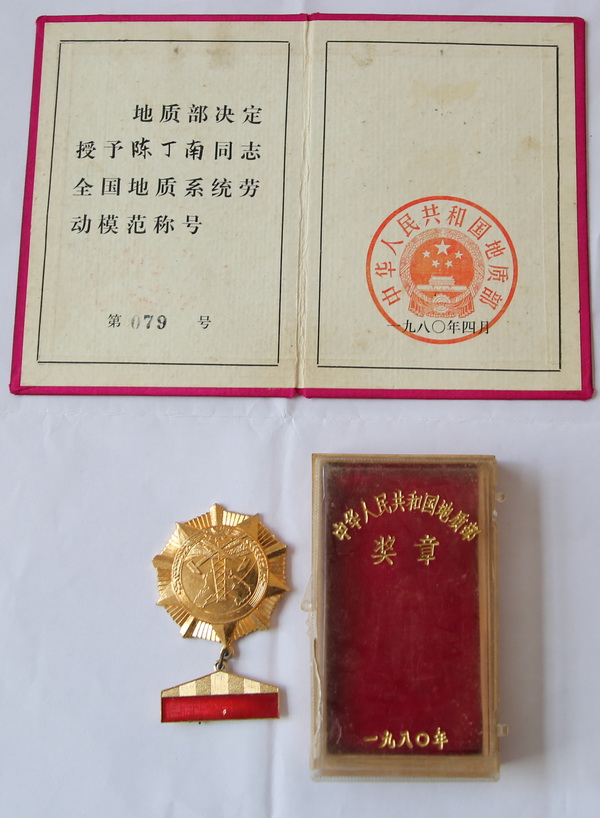 地质部决定
授予陈丁南同志
全国地质系统劳
动模范称号
第079号
中华人民共和国地质部
一九八〇年四月
中华人民共和国地质部
奖章
一九八〇年